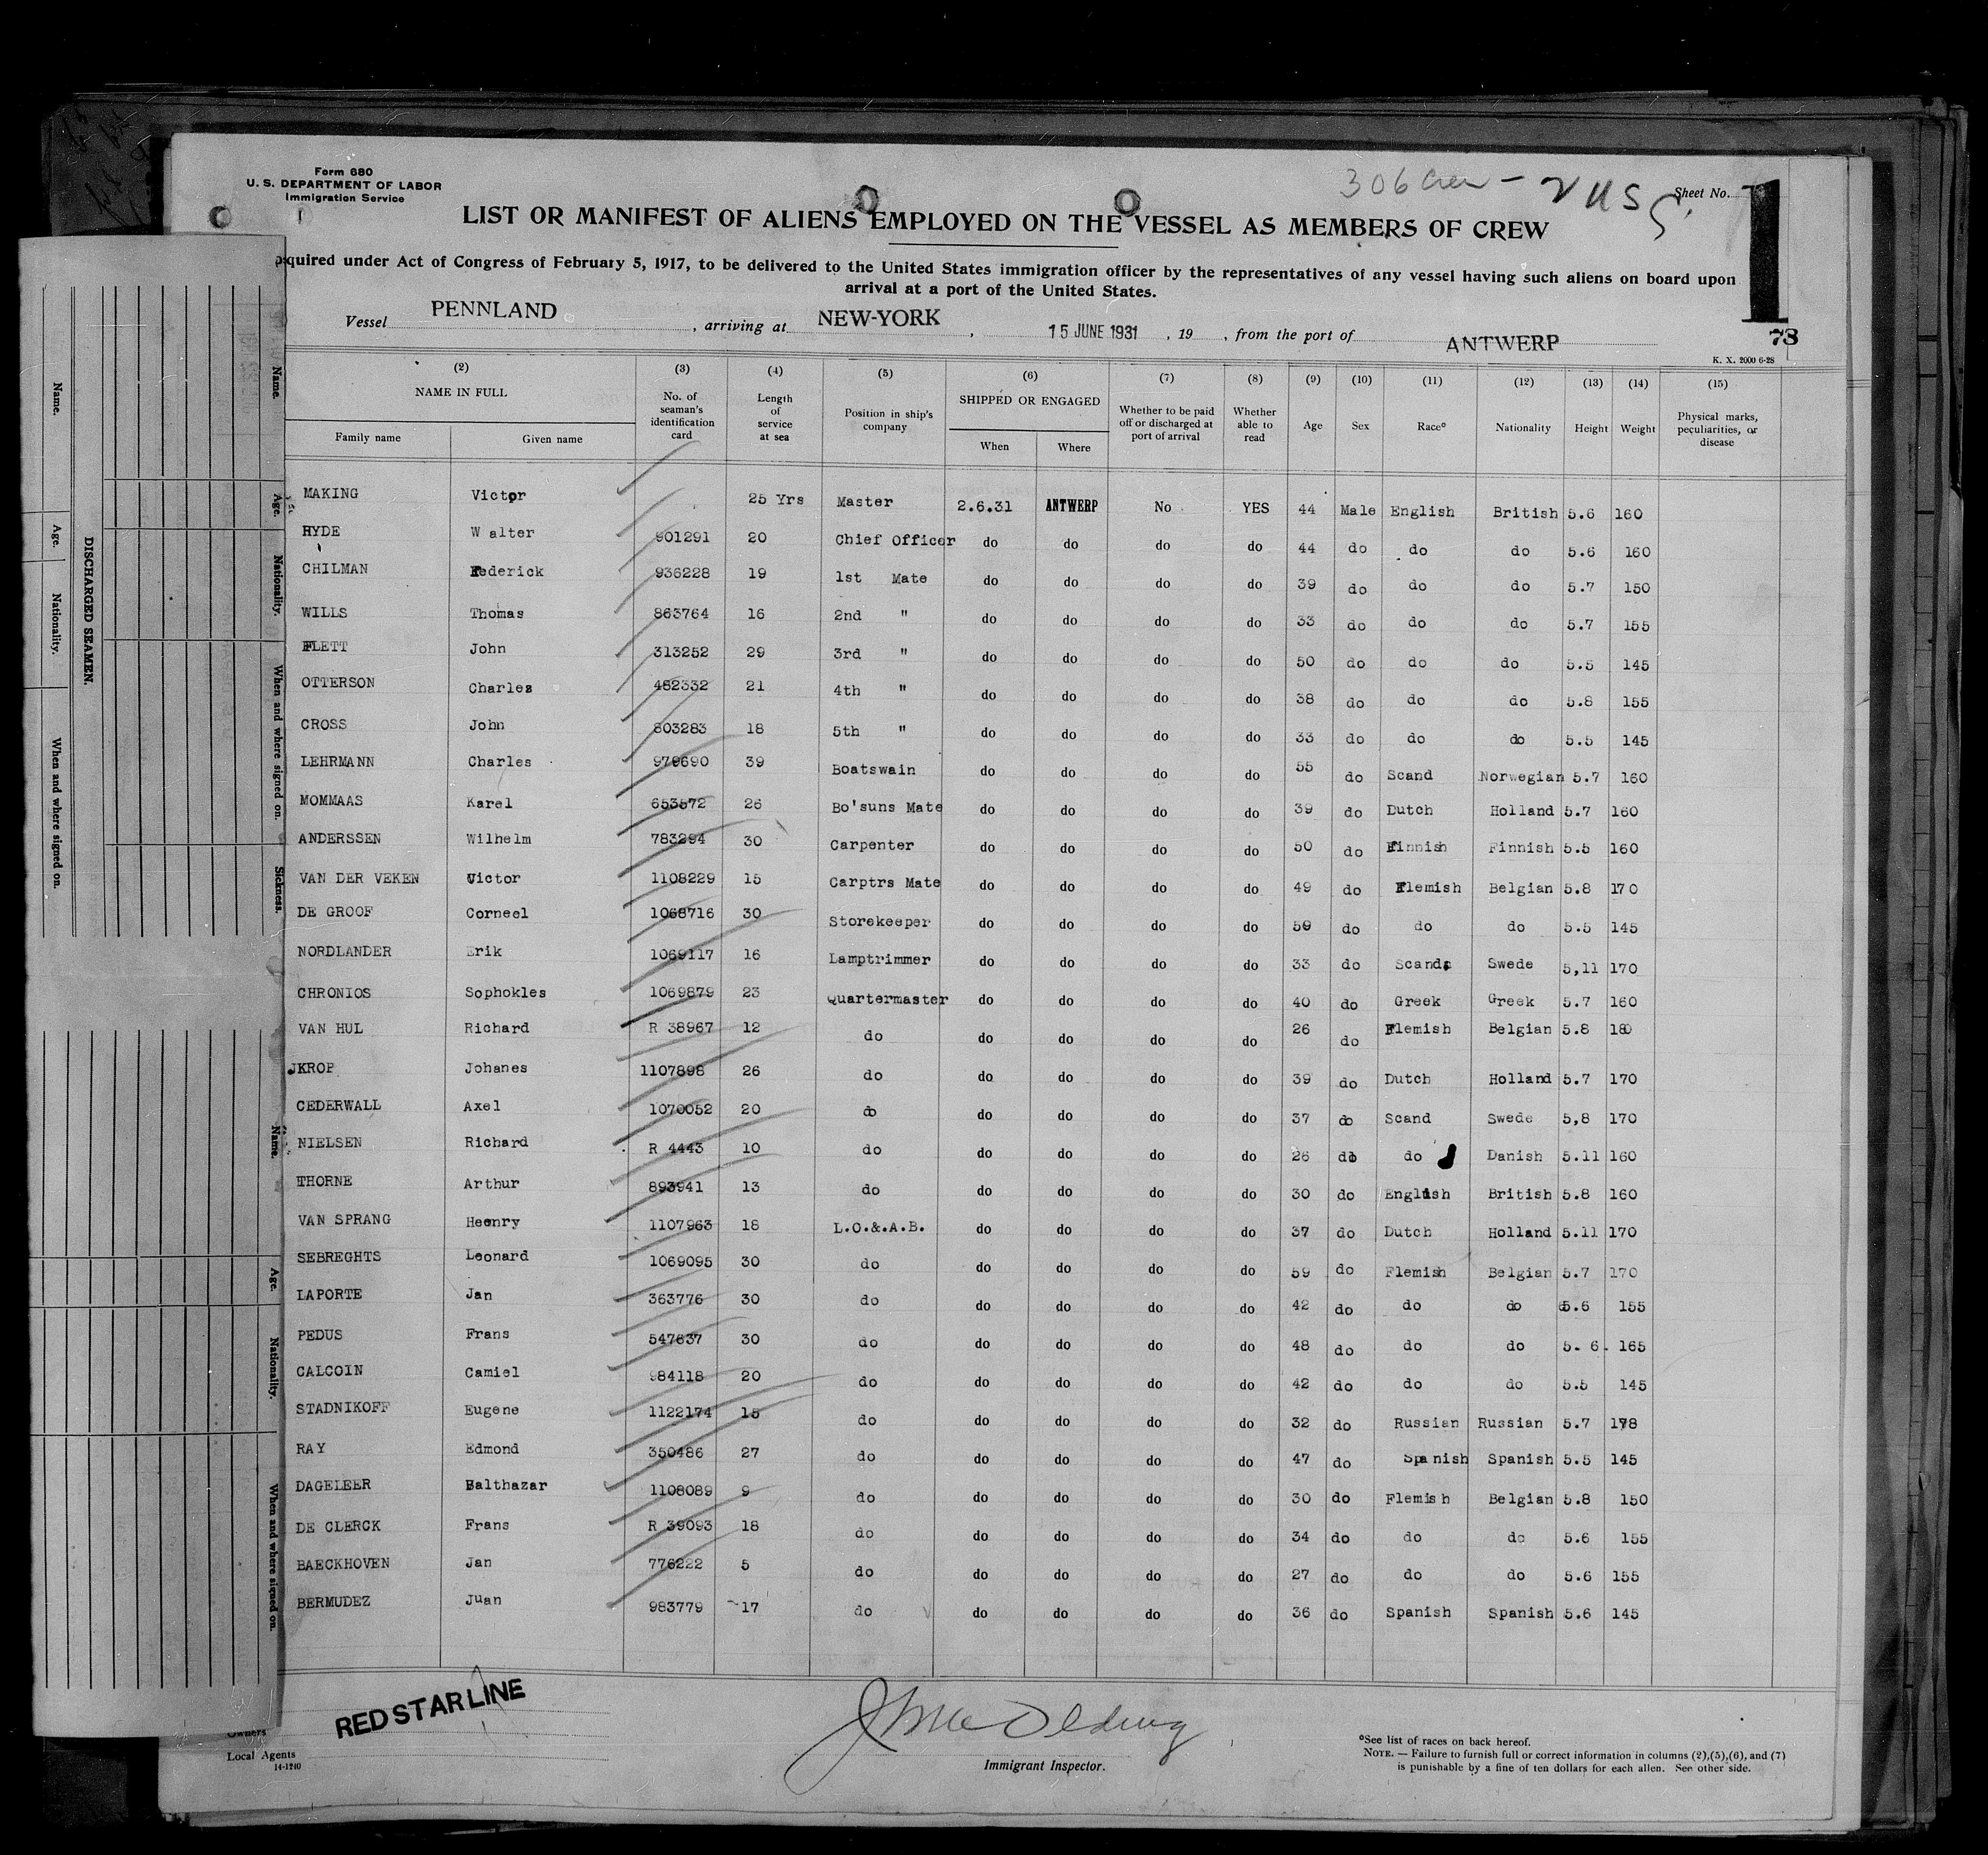 Form 680
U. S. DEPARTMENT OF LABOR
Immigration Service
306 Crew - 2 U S
Sheet No. 1
LIST OR MANIFEST OF ALIENS EMPLOYED ON THE VESSEL AS MEMBERS OF CREW
quired under Act of Congress of February 5, 1917, to be delivered to the United States immigration officer by the representatives of any vessel having such aliens on board upon
arrival at a port of the United States.
Vessel PENNLAND, arriving at NEW-YORK, 15 JUNE 1931, 19 , from the port of ANTWERP
73
K. X. 2000 6-28
(2) (3) (4) (5) (6) (7) (8) (9) (10) (11) (12) (13) (14) (15)
NAME IN FULL No. of seaman's identification card Length of service at sea Position in ship's company SHIPPED OR ENGAGED Whether to be paid off or discharged at port of arrival Whether able to read Age Sex Race° Nationality Height Weight Physical marks, peculiarities, or disease
Family name Given name When Where
MAKING Victor 25 Yrs Master 2.6.31 ANTWERP No YES 44 Male English British 5.6 160
HYDE W alter 901291 20 Chief Officer do do do do 44 do do do 5.6 160
CHILMAN Federick 936228 19 1st Mate do do do do 39 do do do 5.7 150
WILLS Thomas 863764 16 2nd " do do do do 33 do do do 5.7 155
FLETT John 313252 29 3rd " do do do do 50 do do do 5.5 145
OTTERSON Charles 482332 21 4th " do do do do 38 do do do 5.8 155
CROSS John 803283 18 5th " do do do do 33 do do do 5.5 145
LEHRMANN Charles 979690 39 Boatswain do do do do 55 do Scand Norwegian 5.7 160
MOMMAAS Karel 653572 26 Bo'suns Mate do do do do 39 do Dutch Holland 5.7 160
ANDERSSEN Wilhelm 783294 30 Carpenter do do do do 50 do Finnish Finnish 5.5 160
VAN DER VEKEN Victor 1108229 15 Carptrs Mate do do do do 49 do Flemish Belgian 5.8 170
DE GROOF Corneel 1068716 30 Storekeeper do do do do 50 do do do 5.5 145
NORDLANDER Erik 1069117 16 Lamptrimmer do do do do 33 do Scand. Swede 5,11 170
CHRONIOS Sophokles 1069879 23 Quartermaster do do do do 40 do Greek Greek 5.7 160
VAN HUL Richard R 38967 12 do do do do do 26 do Flemish Belgian 5.8 180
KROP Johanes 1107898 26 do do do do do 39 do Dutch Holland 5.7 170
CEDERWALL Axel 1070052 20 do do do do do 37 do Scand Swede 5,8 170
NIELSEN Richard R 4443 10 do do do do do 26 do do Danish 5.11 160
THORNE Arthur 893941 13 do do do do do 30 do English British 5.8 160
VAN SPRANG Heenry 1107963 18 L.O.&.A.B. do do do do 37 do Dutch Holland 5.11 170
SEBREGHTS Leonard 1069095 30 do do do do do 59 do Flemish Belgian 5.7 170
LAPORTE Jan 363776 30 do do do do do 42 do do do 5.6 155
PEDUS Frans 547637 30 do do do do do 48 do do do 5. 6. 165
CALCOIN Camiel 984118 20 do do do do do 42 do do do 5.5 145
STADNIKOFF Eugene 1122174 15 do do do do do 32 do Russian Russian 5.7 178
RAY Edmond 350486 27 do do do do do 47 do Spanish Spanish 5.5 145
DAGELEER Balthazar 1108089 9 do do do do do 30 do Flemish Belgian 5.8 150
DE CLERCK Frans R 39093 18 do do do do do 34 do do do 5.6 155
BAECKHOVEN Jan 776222 5 do do do do do 27 do do do 5.6 155
BERMUDEZ Juan 983779 17 do do do do do 36 do Spanish Spanish 5.6 145
RED STAR LINE
Owners
Local Agents
14-1240
Immigrant Inspector.
°See list of races on back hereof.
NOTE. — Failure to furnish full or correct information in columns (2),(5),(6), and (7)
is punishable by a fine of ten dollars for each alien. See other side.
DISCHARGED SEAMEN.
Name.
Age.
Nationality.
When and where signed on.
Name.
Age.
Nationality.
When and where signed on.
Sickness.
Name.
Age.
Nationality.
When and where signed on.